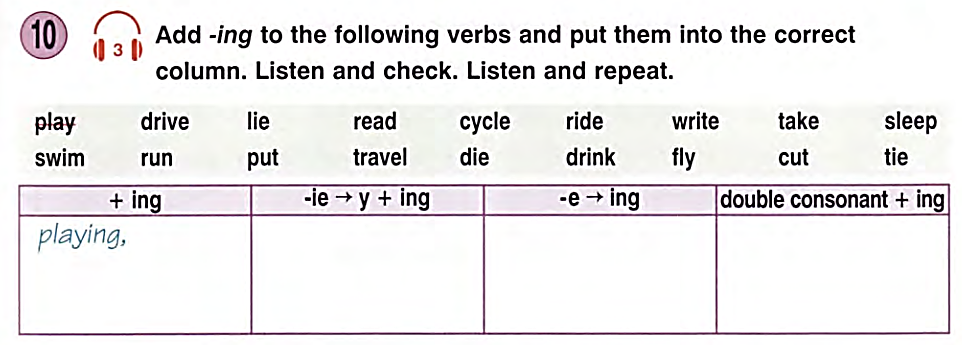 10 3 Add -ing to the following verbs and put them into the correct
column. Listen and check. Listen and repeat.
play drive lie read cycle ride write take sleep
swim run put travel die drink fly cut tie
+ ing -ie → y + ing -e → ing double consonant + ing
playing,